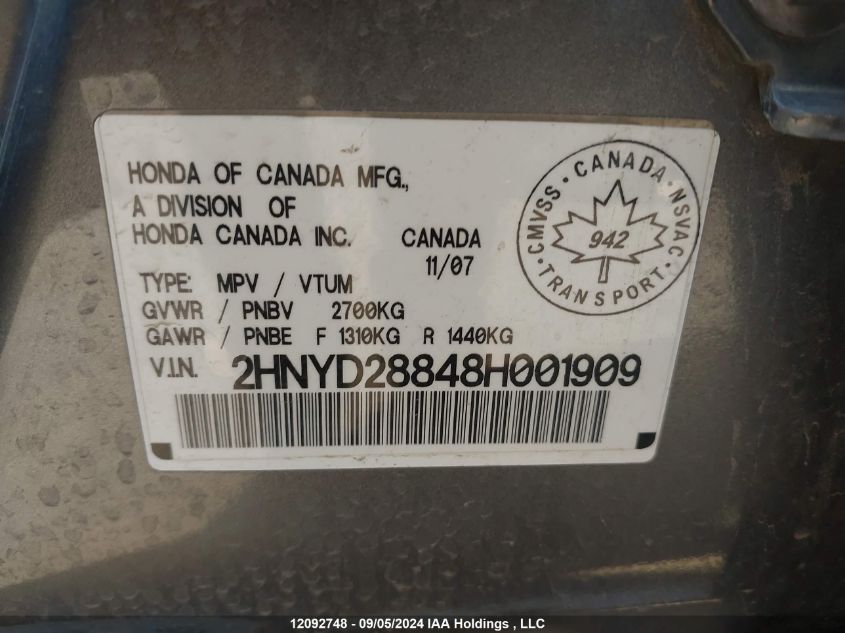 HONDA OF CANADA MFG.,
A DIVISION OF
HONDA CANADA INC. CANADA
11/07
TYPE: MPV / VTUM
GVWR / PNBV 2700KG
GAWR / PNBE F 1310KG R 1440KG
V.I.N. 2HNYD28848H001909
CMVSS · CANADA · NSVAC · TRANSPORT ·
942
12092748 - 09/05/2024 IAA Holdings , LLC